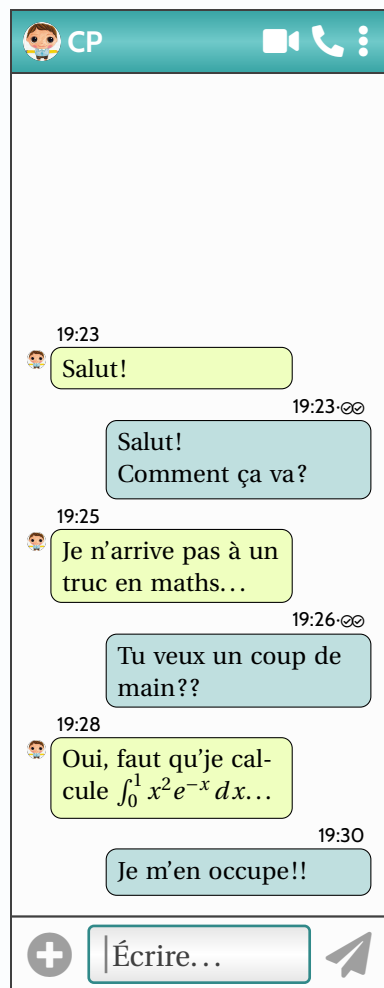 CP
19:23
Salut!
19:23
Salut!
Comment ça va?
19:25
Je n’arrive pas à un
truc en maths...
19:26
Tu veux un coup de
main??
19:28
Oui, faut qu’je cal-
cule ∫₀¹ x²e⁻ˣ dx...
19:30
Je m’en occupe!!
Écrire...